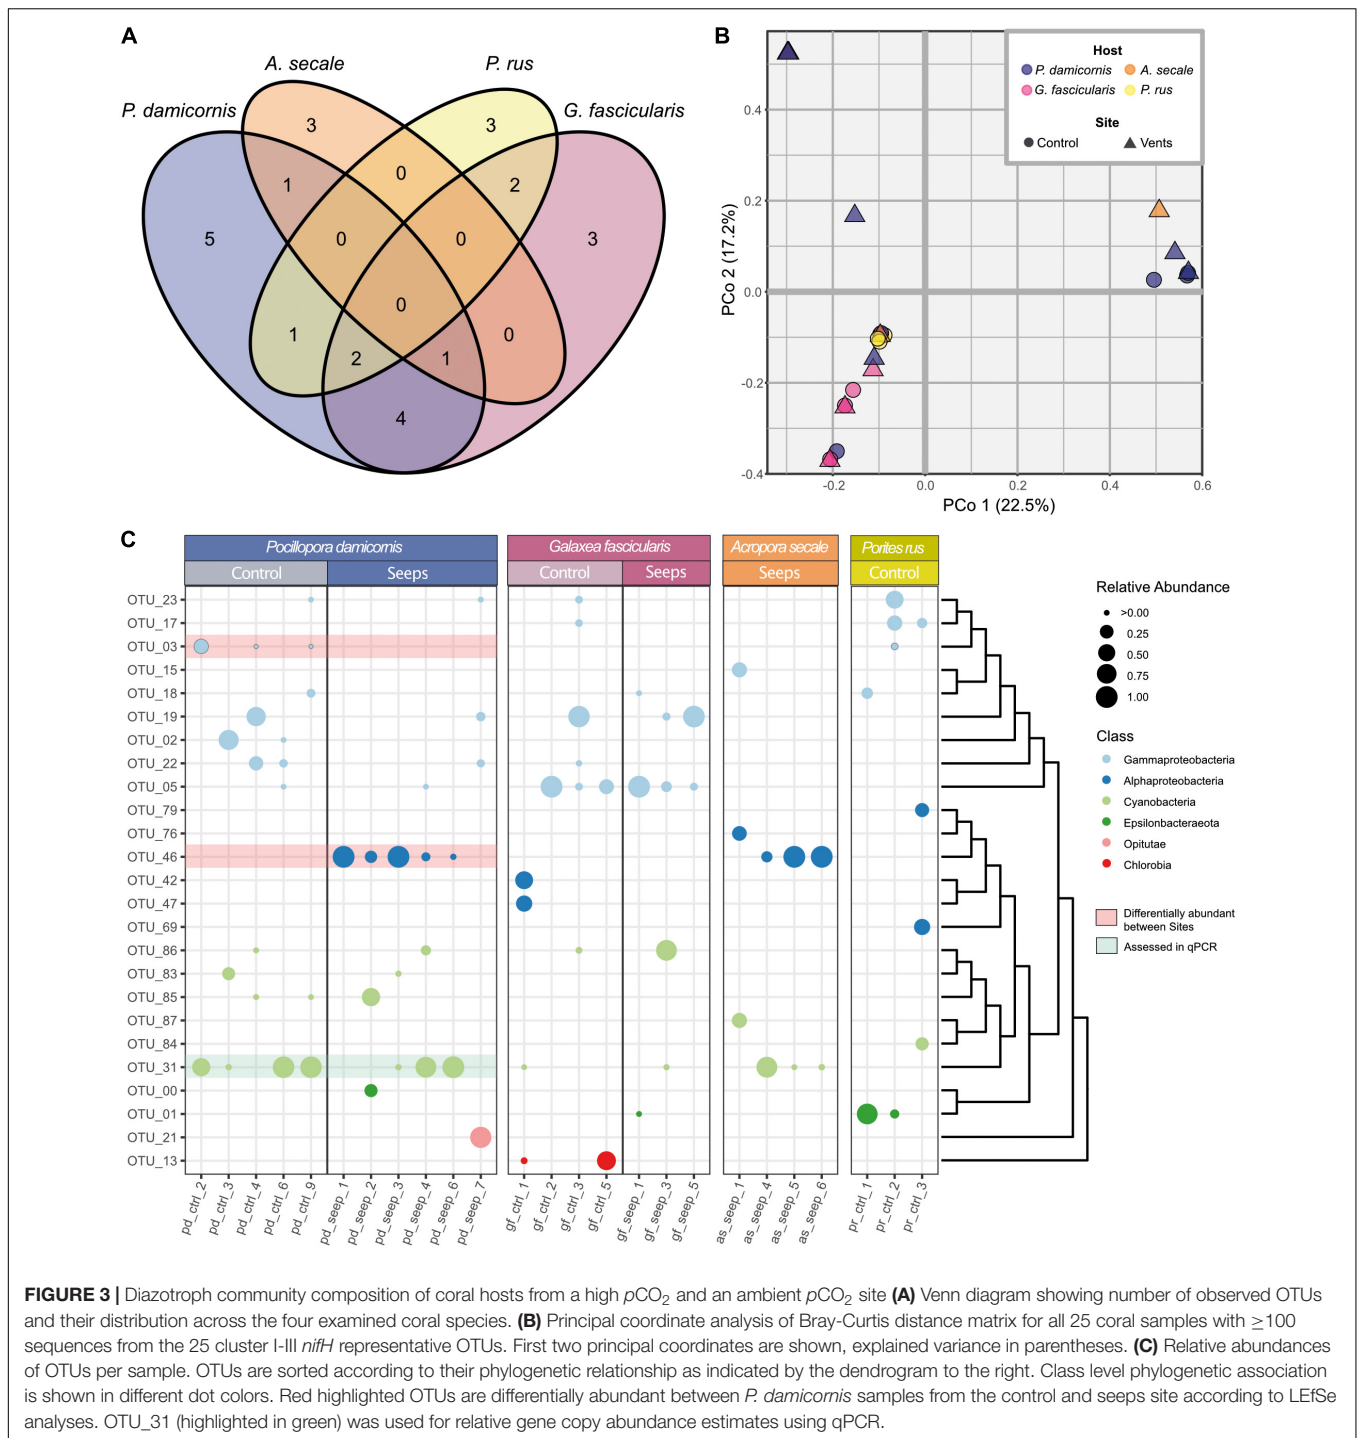 A
A. secale
P. rus
P. damicornis
G. fascicularis
3
3
0
1
2
5
0
0
3
0
1
0
2
1
4
B
Host
P. damicornis
A. secale
G. fascicularis
P. rus
Site
Control
Vents
0.4
0.2
0.0
-0.2
-0.4
PCo 2 (17.2%)
-0.2
0.0
0.2
0.4
0.6
PCo 1 (22.5%)
C
Pocillopora damicornis
Galaxea fascicularis
Acropora secale
Porites rus
Control
Seeps
Control
Seeps
Seeps
Control
OTU_23
OTU_17
OTU_03
OTU_15
OTU_18
OTU_19
OTU_02
OTU_22
OTU_05
OTU_79
OTU_76
OTU_46
OTU_42
OTU_47
OTU_69
OTU_86
OTU_83
OTU_85
OTU_87
OTU_84
OTU_31
OTU_00
OTU_01
OTU_21
OTU_13
pd_ctrl_2
pd_ctrl_3
pd_ctrl_4
pd_ctrl_6
pd_ctrl_9
pd_seep_1
pd_seep_2
pd_seep_3
pd_seep_4
pd_seep_6
pd_seep_7
gf_ctrl_1
gf_ctrl_2
gf_ctrl_3
gf_ctrl_5
gf_seep_1
gf_seep_3
gf_seep_5
as_seep_1
as_seep_4
as_seep_5
as_seep_6
pr_ctrl_1
pr_ctrl_2
pr_ctrl_3
Relative Abundance
>0.00
0.25
0.50
0.75
1.00
Class
Gammaproteobacteria
Alphaproteobacteria
Cyanobacteria
Epsilonbacteraeota
Opitutae
Chlorobia
Differentially abundant
between Sites
Assessed in qPCR
FIGURE 3 | Diazotroph community composition of coral hosts from a high pCO2 and an ambient pCO2 site (A) Venn diagram showing number of observed OTUs
and their distribution across the four examined coral species. (B) Principal coordinate analysis of Bray-Curtis distance matrix for all 25 coral samples with ≥100
sequences from the 25 cluster I-III nifH representative OTUs. First two principal coordinates are shown, explained variance in parentheses. (C) Relative abundances
of OTUs per sample. OTUs are sorted according to their phylogenetic relationship as indicated by the dendrogram to the right. Class level phylogenetic association
is shown in different dot colors. Red highlighted OTUs are differentially abundant between P. damicornis samples from the control and seeps site according to LEfSe
analyses. OTU_31 (highlighted in green) was used for relative gene copy abundance estimates using qPCR.